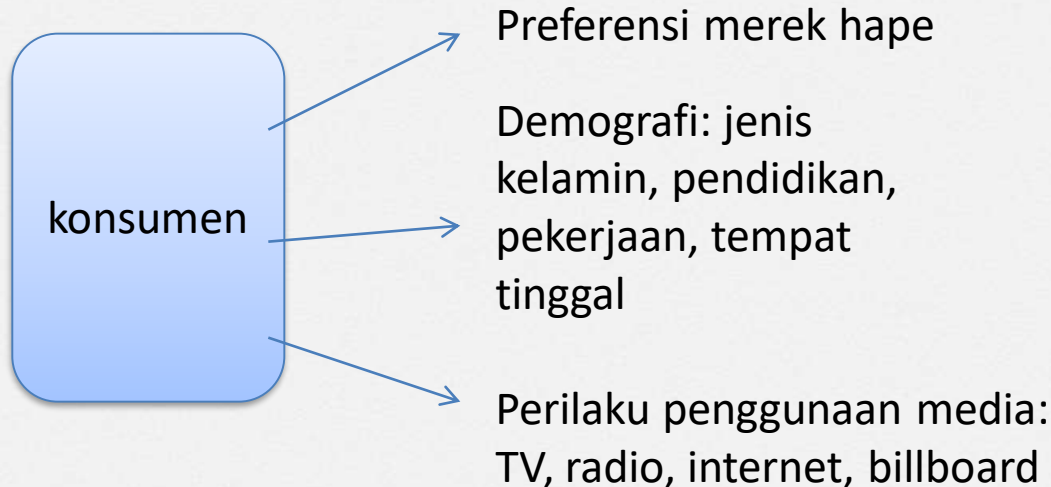 Preferensi merek hape
Demografi: jenis
kelamin, pendidikan,
pekerjaan, tempat
tinggal
konsumen
Perilaku penggunaan media:
TV, radio, internet, billboard